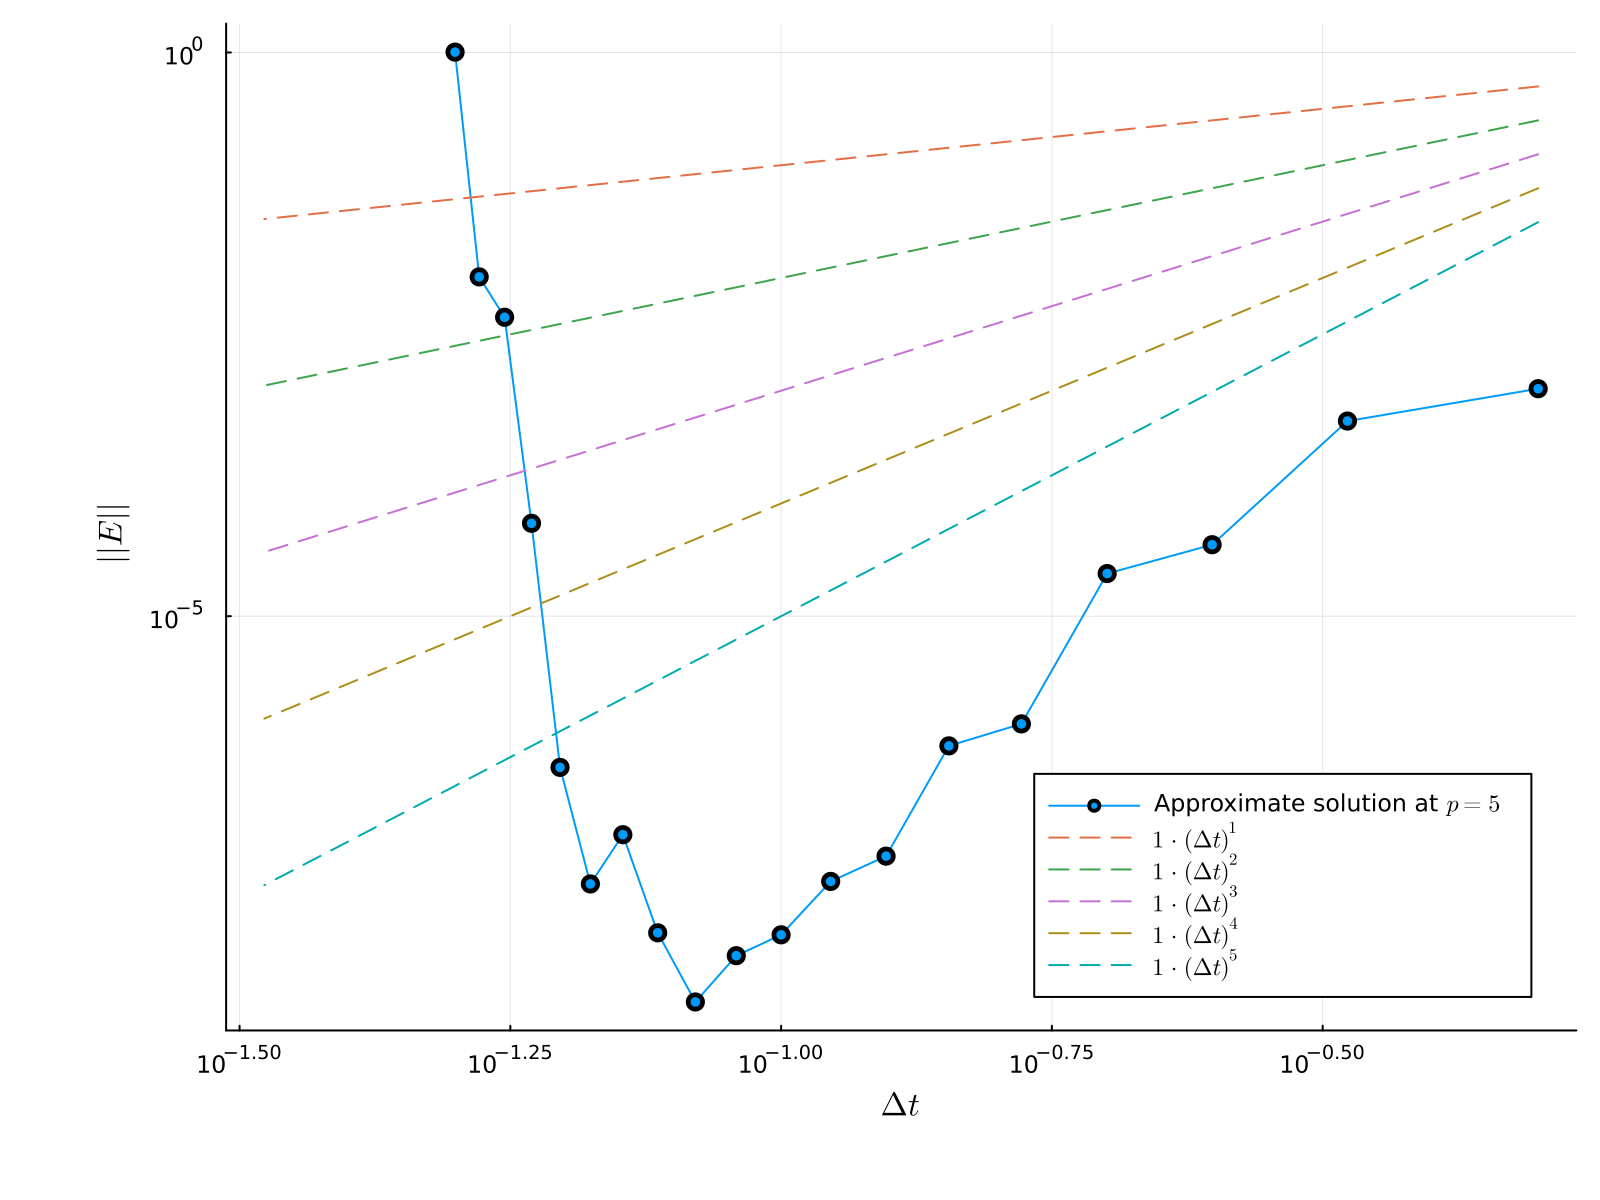 10^0
||E||
10^−5
Approximate solution at p = 5
1 · (Δt)^1
1 · (Δt)^2
1 · (Δt)^3
1 · (Δt)^4
1 · (Δt)^5
10^−1.50 10^−1.25 10^−1.00 10^−0.75 10^−0.50
Δt